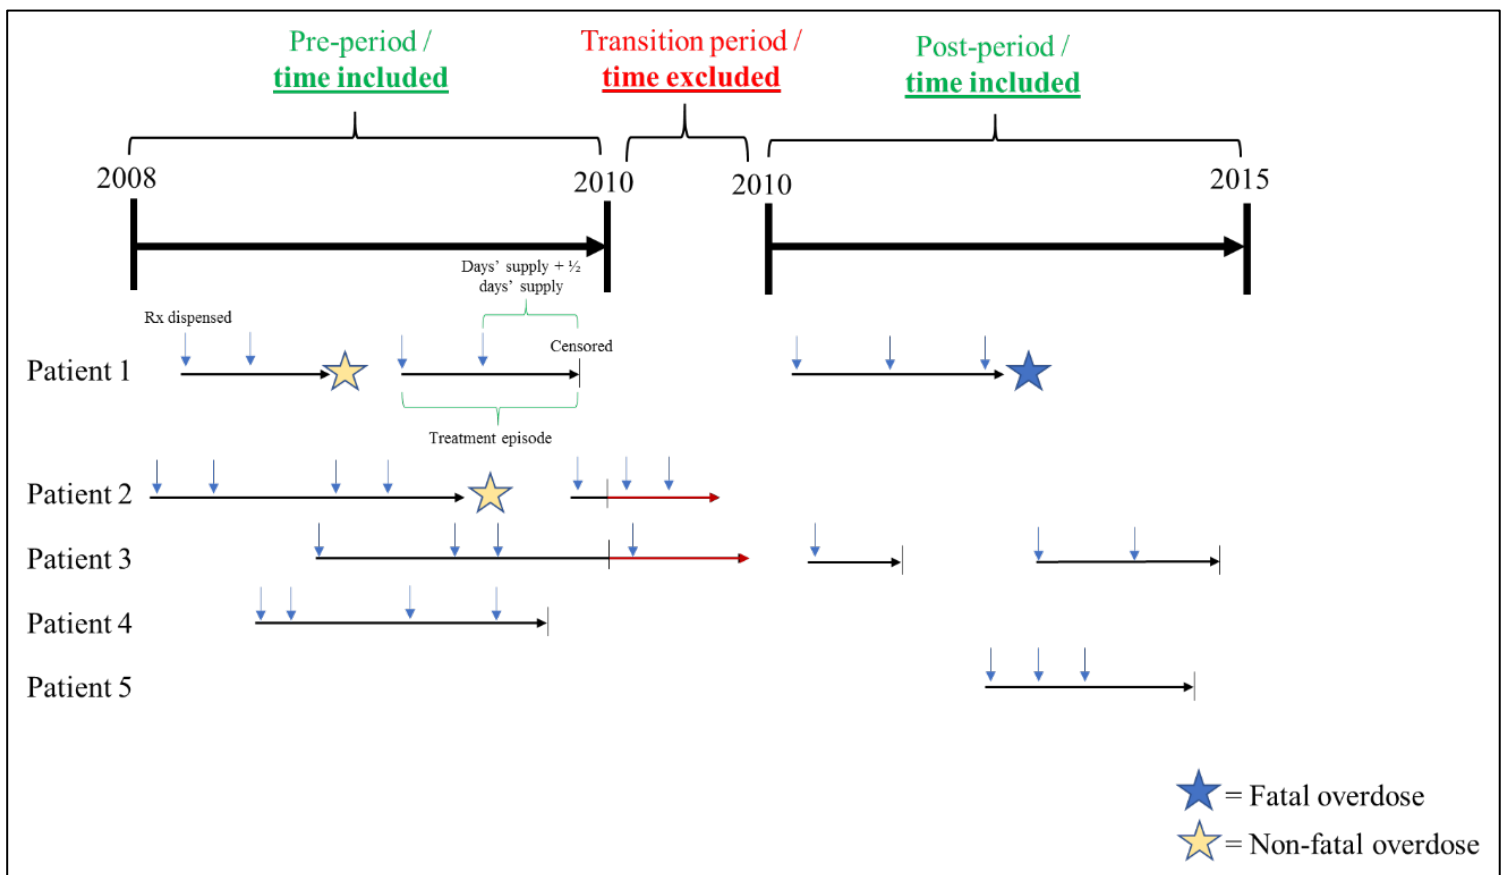 Pre-period /
time included
Transition period /
time excluded
Post-period /
time included
2008
2010
2010
2015
Days' supply + ½
days' supply
Rx dispensed
Censored
Patient 1
Treatment episode
Patient 2
Patient 3
Patient 4
Patient 5
= Fatal overdose
= Non-fatal overdose